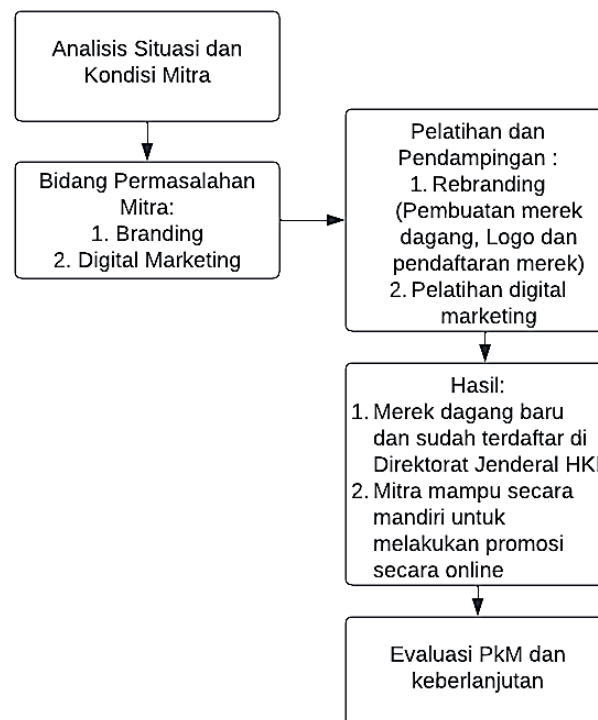 Analisis Situasi dan
Kondisi Mitra
Bidang Permasalahan
Mitra:
1. Branding
2. Digital Marketing
Pelatihan dan
Pendampingan :
1. Rebranding
(Pembuatan merek
dagang, Logo dan
pendaftaran merek)
2. Pelatihan digital
marketing
Hasil:
1. Merek dagang baru
dan sudah terdaftar di
Direktorat Jenderal HKI
2. Mitra mampu secara
mandiri untuk
melakukan promosi
secara online
Evaluasi PkM dan
keberlanjutan